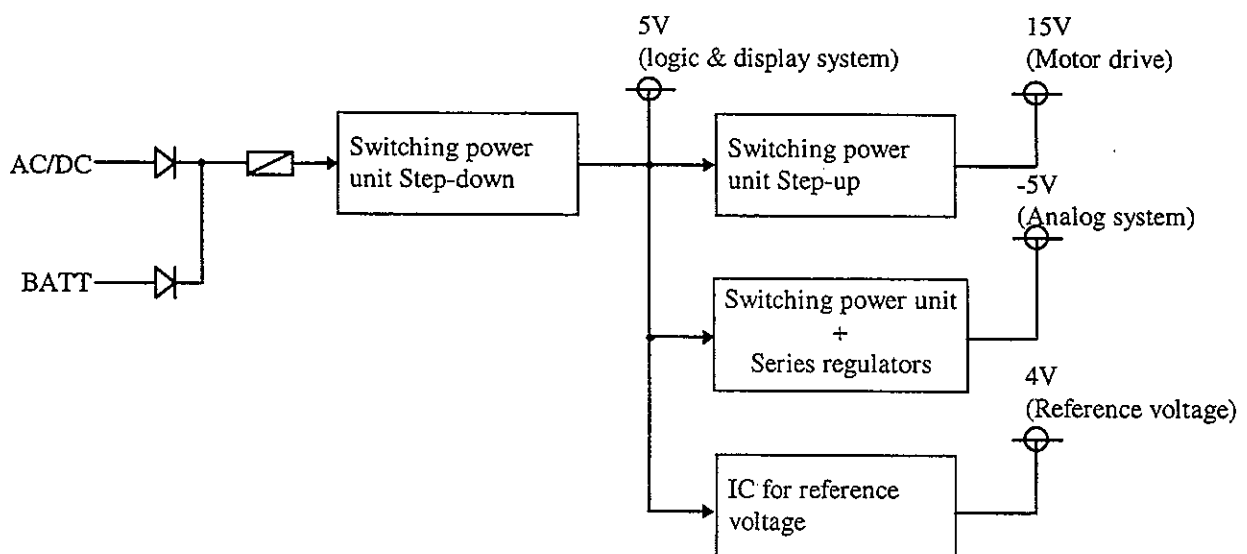 5V
(logic & display system)
15V
(Motor drive)
AC/DC
Switching power
unit Step-down
Switching power
unit Step-up
-5V
(Analog system)
BATT
Switching power unit
+
Series regulators
4V
(Reference voltage)
IC for reference
voltage